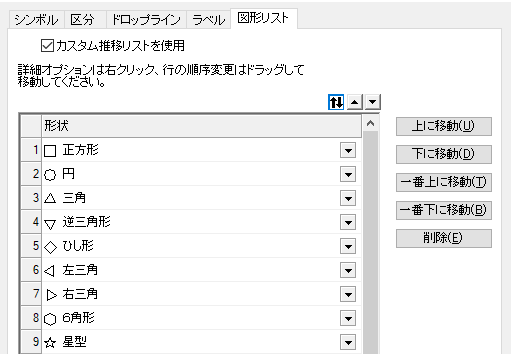 シンボル 区分 ドロップライン ラベル 図形リスト
カスタム推移リストを使用
詳細オプションは右クリック、行の順序変更はドラッグして
移動してください。
形状
1 正方形
2 円
3 三角
4 逆三角形
5 ひし形
6 左三角
7 右三角
8 6角形
9 星型
上に移動(U)
下に移動(D)
一番上に移動(T)
一番下に移動(B)
削除(E)